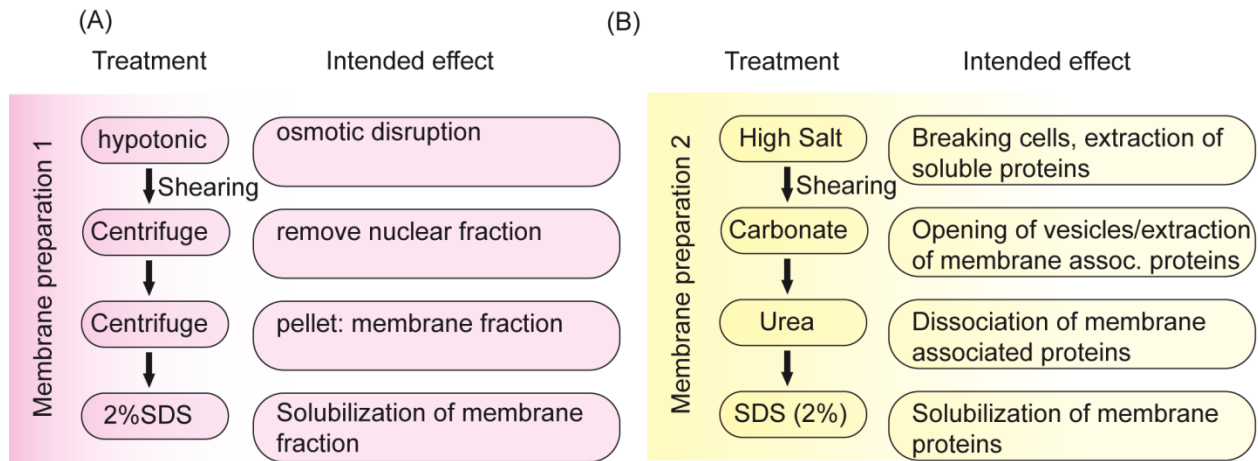 (A)
Treatment
Intended effect
Membrane preparation 1
hypotonic
osmotic disruption
Shearing
Centrifuge
remove nuclear fraction
Centrifuge
pellet: membrane fraction
2%SDS
Solubilization of membrane
fraction
(B)
Treatment
Intended effect
Membrane preparation 2
High Salt
Breaking cells, extraction of
soluble proteins
Shearing
Carbonate
Opening of vesicles/extraction
of membrane assoc. proteins
Urea
Dissociation of membrane
associated proteins
SDS (2%)
Solubilization of membrane
proteins